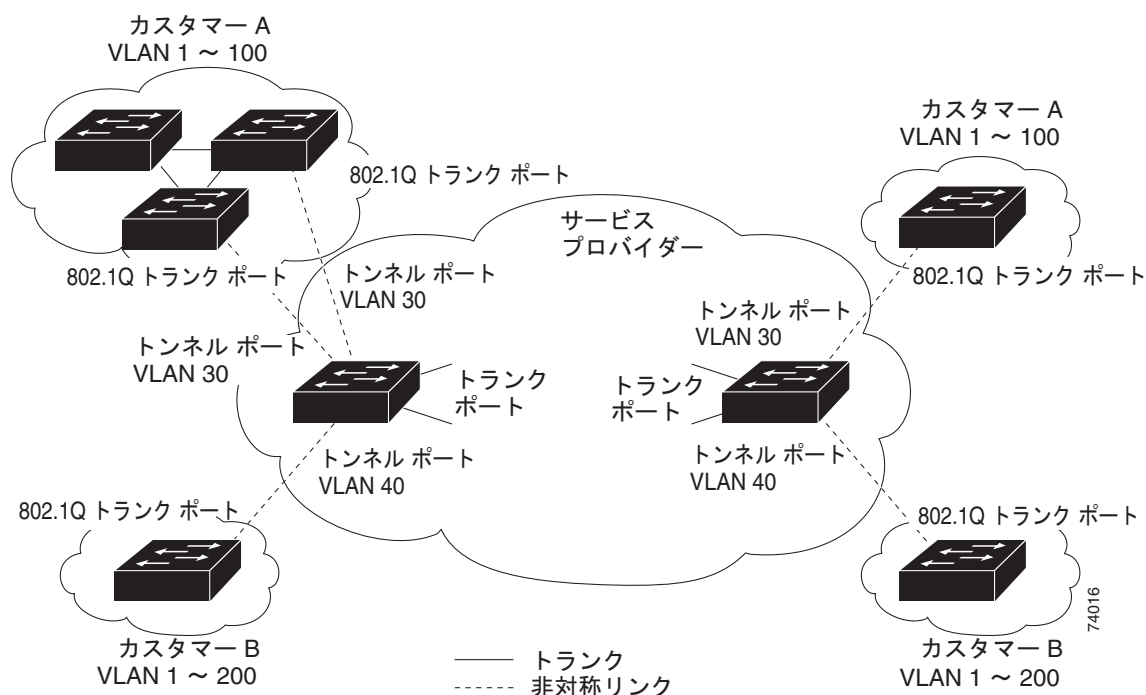 カスタマー A
VLAN 1 ~ 100
802.1Q トランク ポート
802.1Q トランク ポート
トンネル ポート
VLAN 30
トンネル ポート
VLAN 30
サービス
プロバイダー
カスタマー A
VLAN 1 ~ 100
802.1Q トランク ポート
トンネル ポート
VLAN 30
トランク
ポート
トランク
ポート
トンネル ポート
VLAN 40
トンネル ポート
VLAN 40
802.1Q トランク ポート
カスタマー B
VLAN 1 ~ 200
802.1Q トランク ポート
カスタマー B
VLAN 1 ~ 200
74016
トランク
非対称リンク